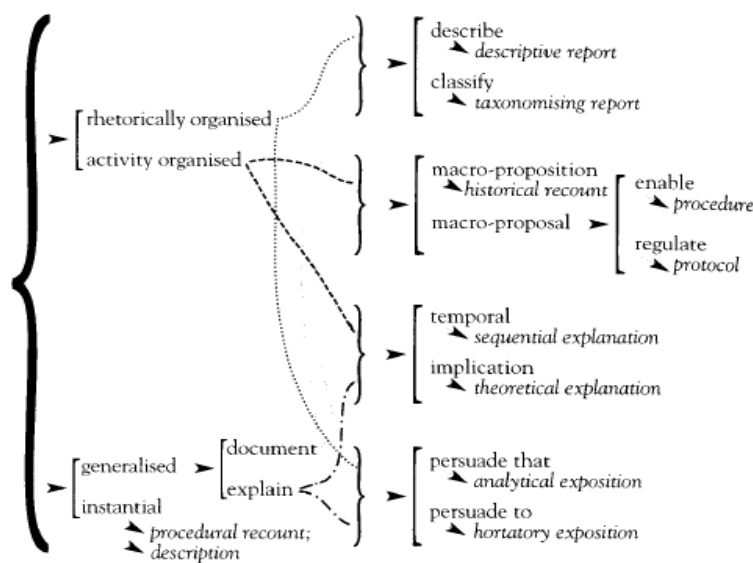 describe
descriptive report
classify
taxonomising report
rhetorically organised
activity organised
macro-proposition
historical recount
macro-proposal
enable
procedure
regulate
protocol
temporal
sequential explanation
implication
theoretical explanation
generalised
instantial
procedural recount;
description
document
explain
persuade that
analytical exposition
persuade to
hortatory exposition